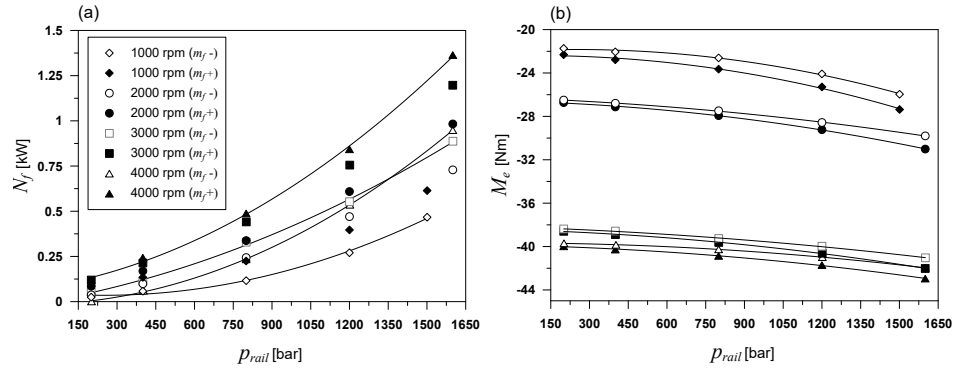 (a)
(b)
1.5
1.25
1
0.75
0.5
0.25
0
N_f [kW]
1000 rpm (m_f -)
1000 rpm (m_f+)
2000 rpm (m_f -)
2000 rpm (m_f+)
3000 rpm (m_f -)
3000 rpm (m_f+)
4000 rpm (m_f -)
4000 rpm (m_f+)
150 300 450 600 750 900 1050 1200 1350 1500 1650
p_rail [bar]
-20
-24
-28
-32
-36
-40
-44
M_e [Nm]
150 300 450 600 750 900 1050 1200 1350 1500 1650
p_rail [bar]